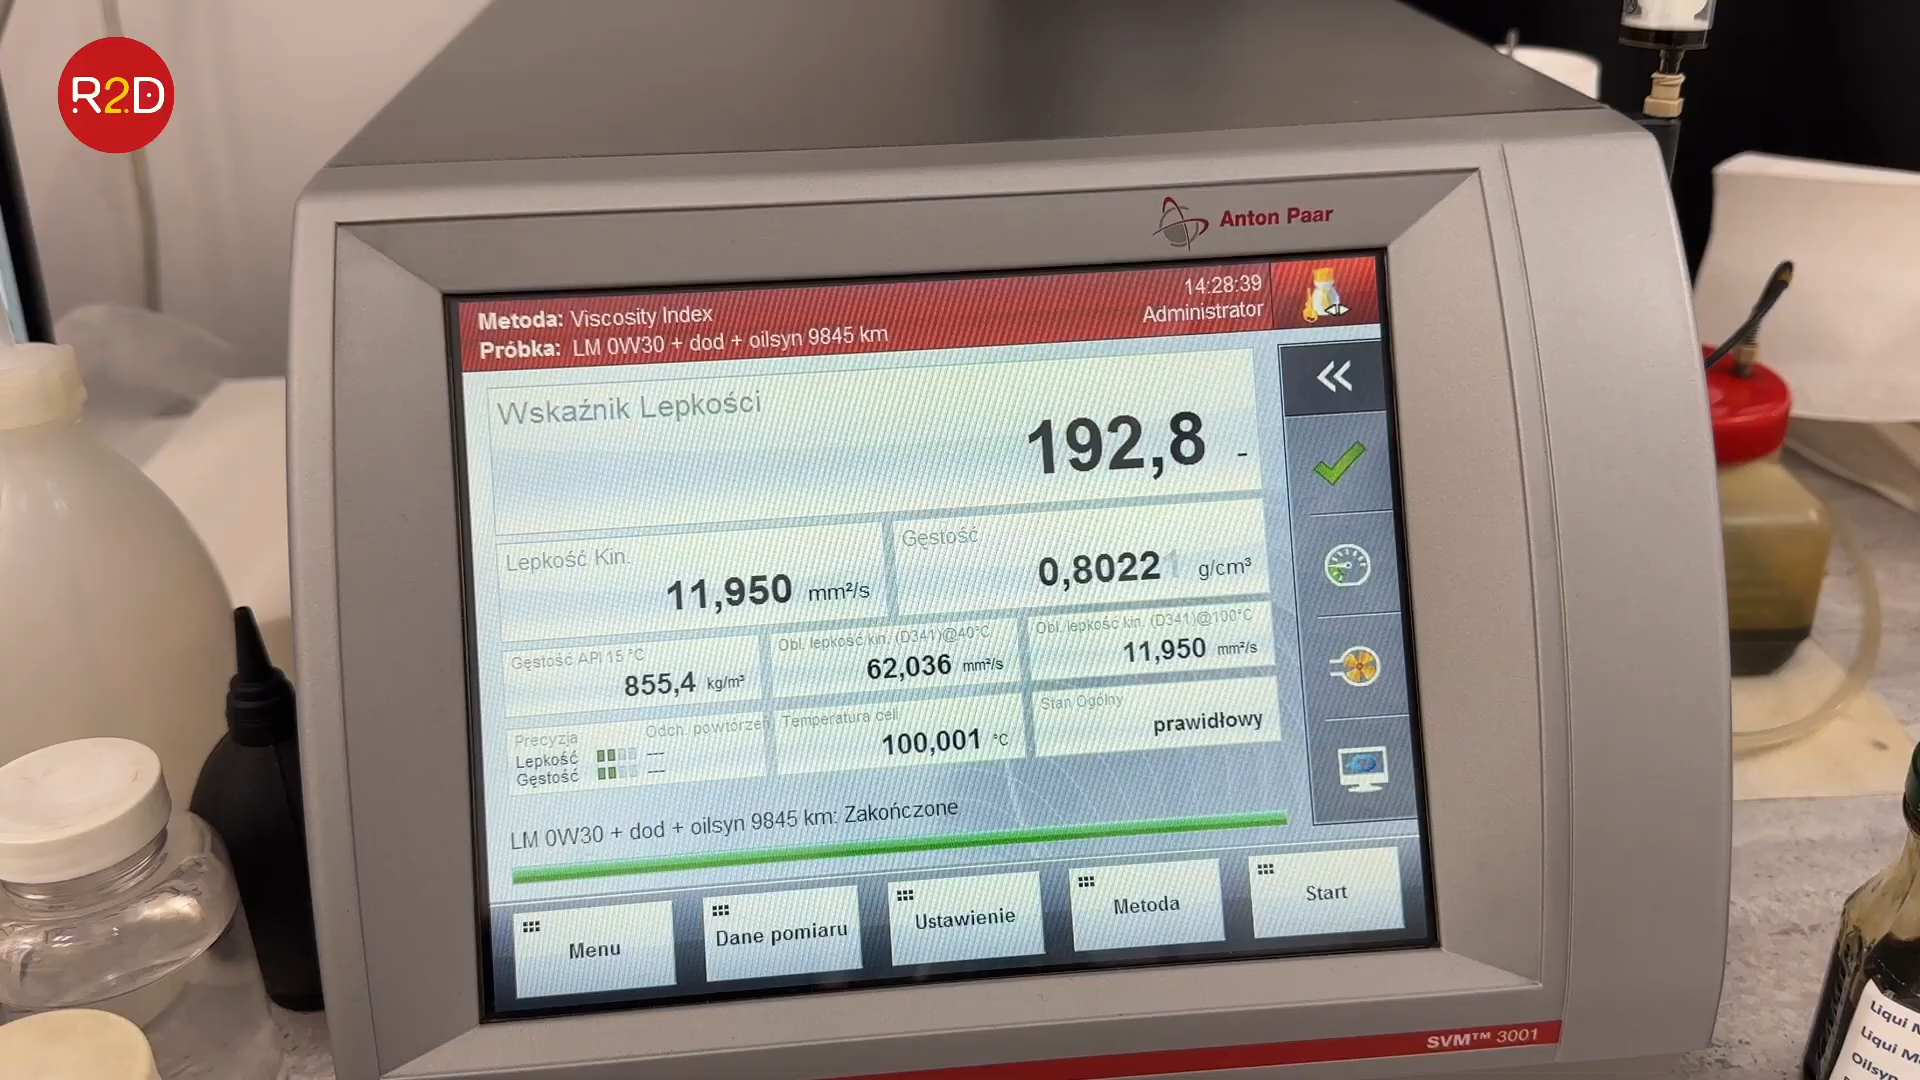 R2D
Anton Paar
Metoda: Viscosity Index
Próbka: LM 0W30 + dod + oilsyn 9845 km
14:28:39
Administrator
Wskaźnik Lepkości
192,8 -
Lepkość Kin.
11,950 mm²/s
Gęstość
0,8022 g/cm³
Gęstość API 15 °C
855,4 kg/m³
Obl. lepkość kin. (D341)@40°C
62,036 mm²/s
Obl. lepkość kin. (D341)@100°C
11,950 mm²/s
Precyzja
Odch. powtórzeń
Lepkość ---
Gęstość ---
Temperatura celi
100,001 °C
Stan Ogólny
prawidłowy
LM 0W30 + dod + oilsyn 9845 km: Zakończone
Menu
Dane pomiaru
Ustawienie
Metoda
Start
SVM™ 3001
Liqui M
Liqui Mo
Oilsyn